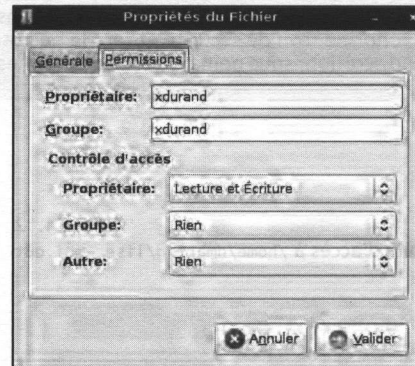 Propriétés du Fichier
Générale Permissions
Propriétaire: xdurand
Groupe: xdurand
Contrôle d'accès
Propriétaire: Lecture et Écriture
Groupe: Rien
Autre: Rien
Annuler Valider